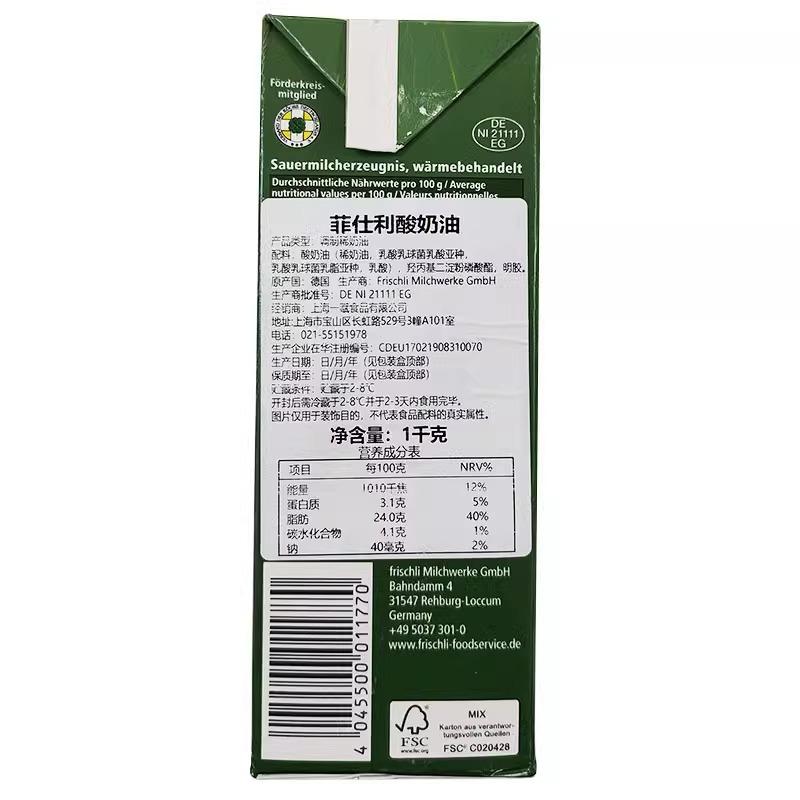 Förderkreis-
mitglied
DE
NI 21111
EG
Sauermilcherzeugnis, wärmebehandelt
Durchschnittliche Nährwerte pro 100 g / Average
nutritional values per 100 g / Valeurs nutritionnelles
菲仕利酸奶油
产品类型：调制稀奶油
配料：酸奶油（稀奶油，乳酸乳球菌乳酸亚种，
乳酸乳球菌乳脂亚种，乳酸），羟丙基二淀粉磷酸酯，明胶。
原产国：德国 生产商：Frischli Milchwerke GmbH
生产商批准号：DE NI 21111 EG
经销商：上海一斌食品有限公司
地址:上海市宝山区长虹路529号3幢A101室
电话：021-55151978
生产企业在华注册编号：CDEU17021908310070
生产日期：日/月/年（见包装盒顶部）
保质期至：日/月/年（见包装盒顶部）
贮藏条件：贮藏于2-8℃
开封后需冷藏于2-8℃并于2-3天内食用完毕。
图片仅用于装饰目的，不代表食品配料的真实属性。
净含量：1千克
营养成分表
项目 每100克 NRV%
能量 1010千焦 12%
蛋白质 3.1克 5%
脂肪 24.0克 40%
碳水化合物 4.1克 1%
钠 40毫克 2%
4 045500 011770
frischli Milchwerke GmbH
Bahndamm 4
31547 Rehburg-Loccum
Germany
+49 5037 301-0
www.frischli-foodservice.de
FSC
www.fsc.org
MIX
Karton aus verantwor-
tungsvollen Quellen
FSC® C020428